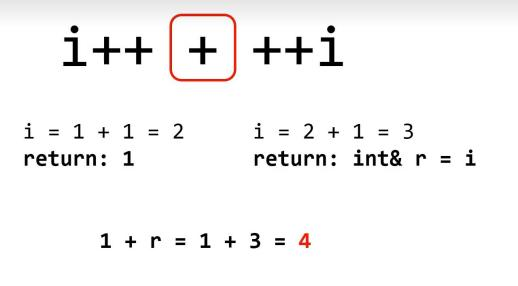 i++ + ++i
i = 1 + 1 = 2
return: 1
i = 2 + 1 = 3
return: int& r = i
1 + r = 1 + 3 = 4